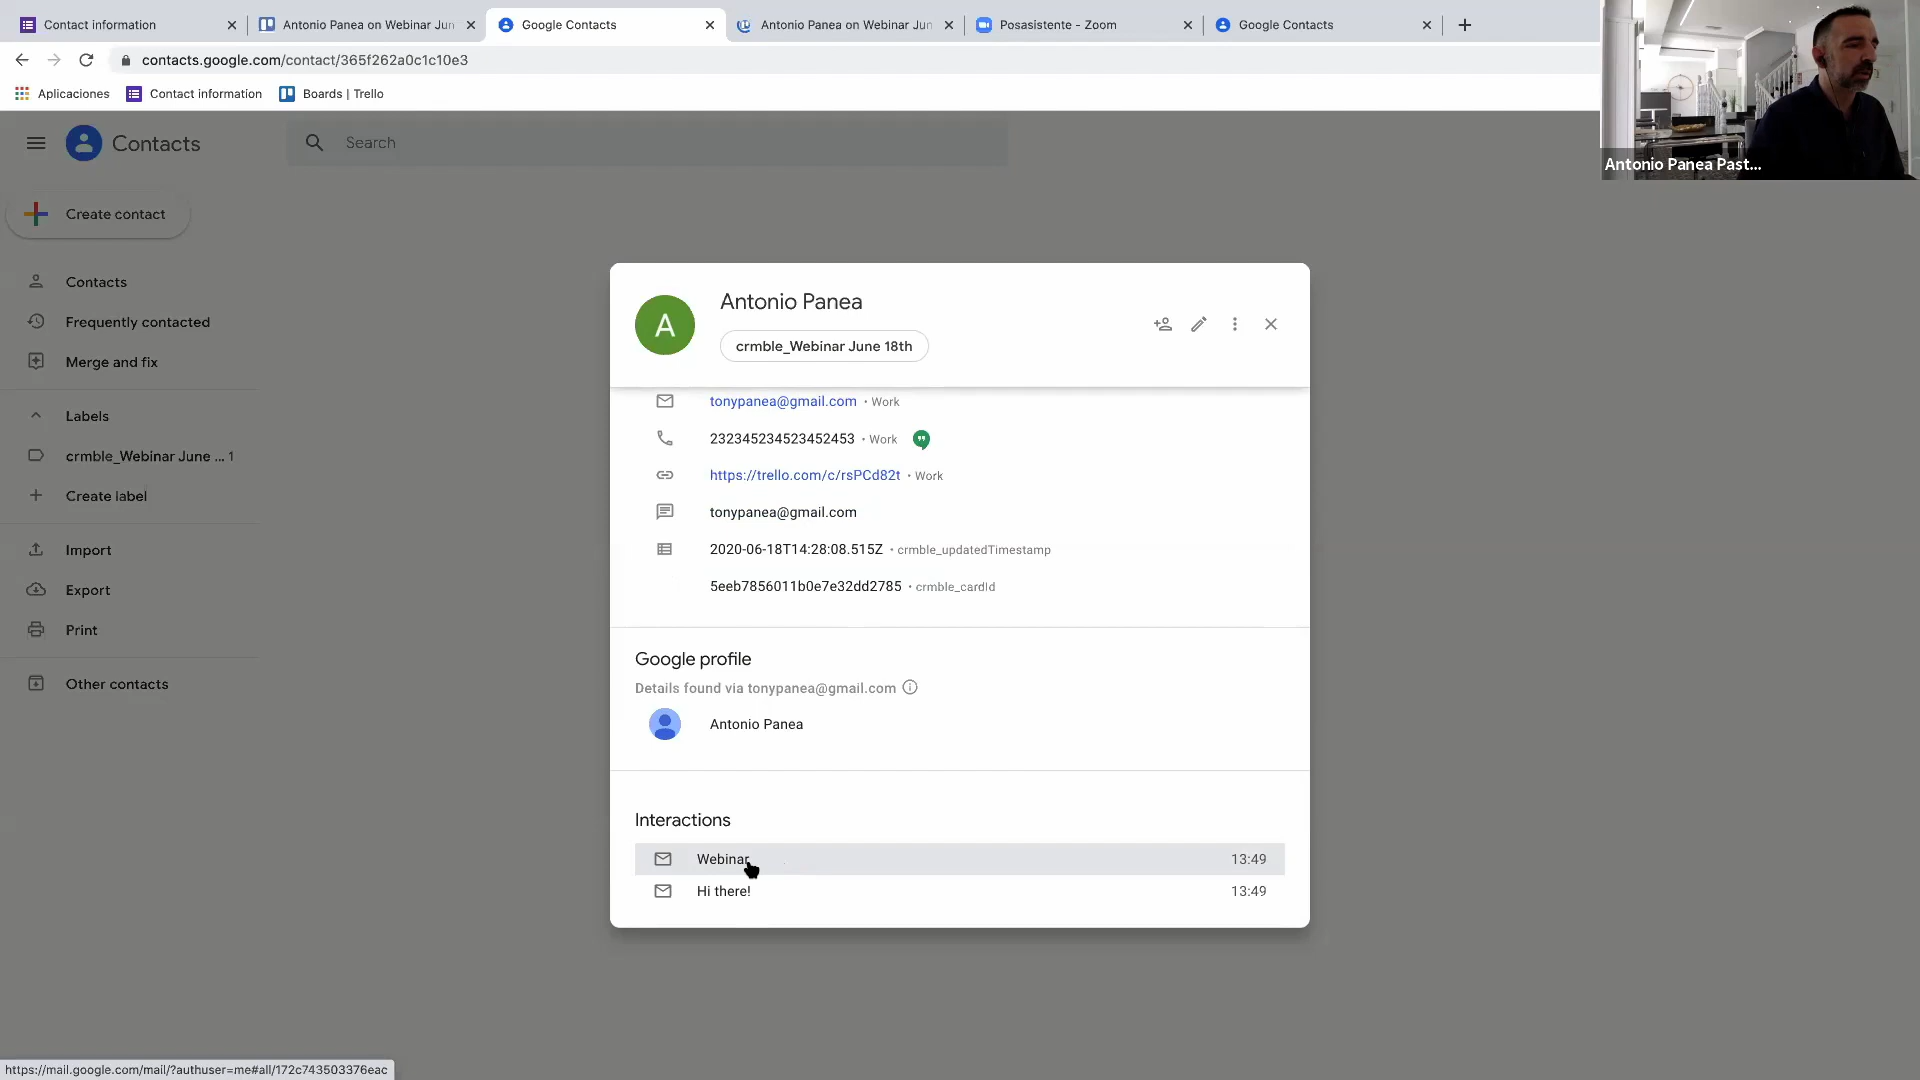 Contact information
Antonio Panea on Webinar Jun
Google Contacts
Antonio Panea on Webinar Jun
Posasistente - Zoom
Google Contacts
contacts.google.com/contact/365f262a0c1c10e3
Aplicaciones
Contact information
Boards | Trello
Antonio Panea Past...
Contacts
Search
Create contact
Contacts
Frequently contacted
Merge and fix
Labels
crmble_Webinar June ... 1
Create label
Import
Export
Print
Other contacts
A
Antonio Panea
crmble_Webinar June 18th
tonypanea@gmail.com • Work
232345234523452453 • Work
https://trello.com/c/rsPCd82t • Work
tonypanea@gmail.com
2020-06-18T14:28:08.515Z • crmble_updatedTimestamp
5eeb7856011b0e7e32dd2785 • crmble_cardId
Google profile
Details found via tonypanea@gmail.com
Antonio Panea
Interactions
Webinar 13:49
Hi there! 13:49
https://mail.google.com/mail/?authuser=me#all/172c743503376eac